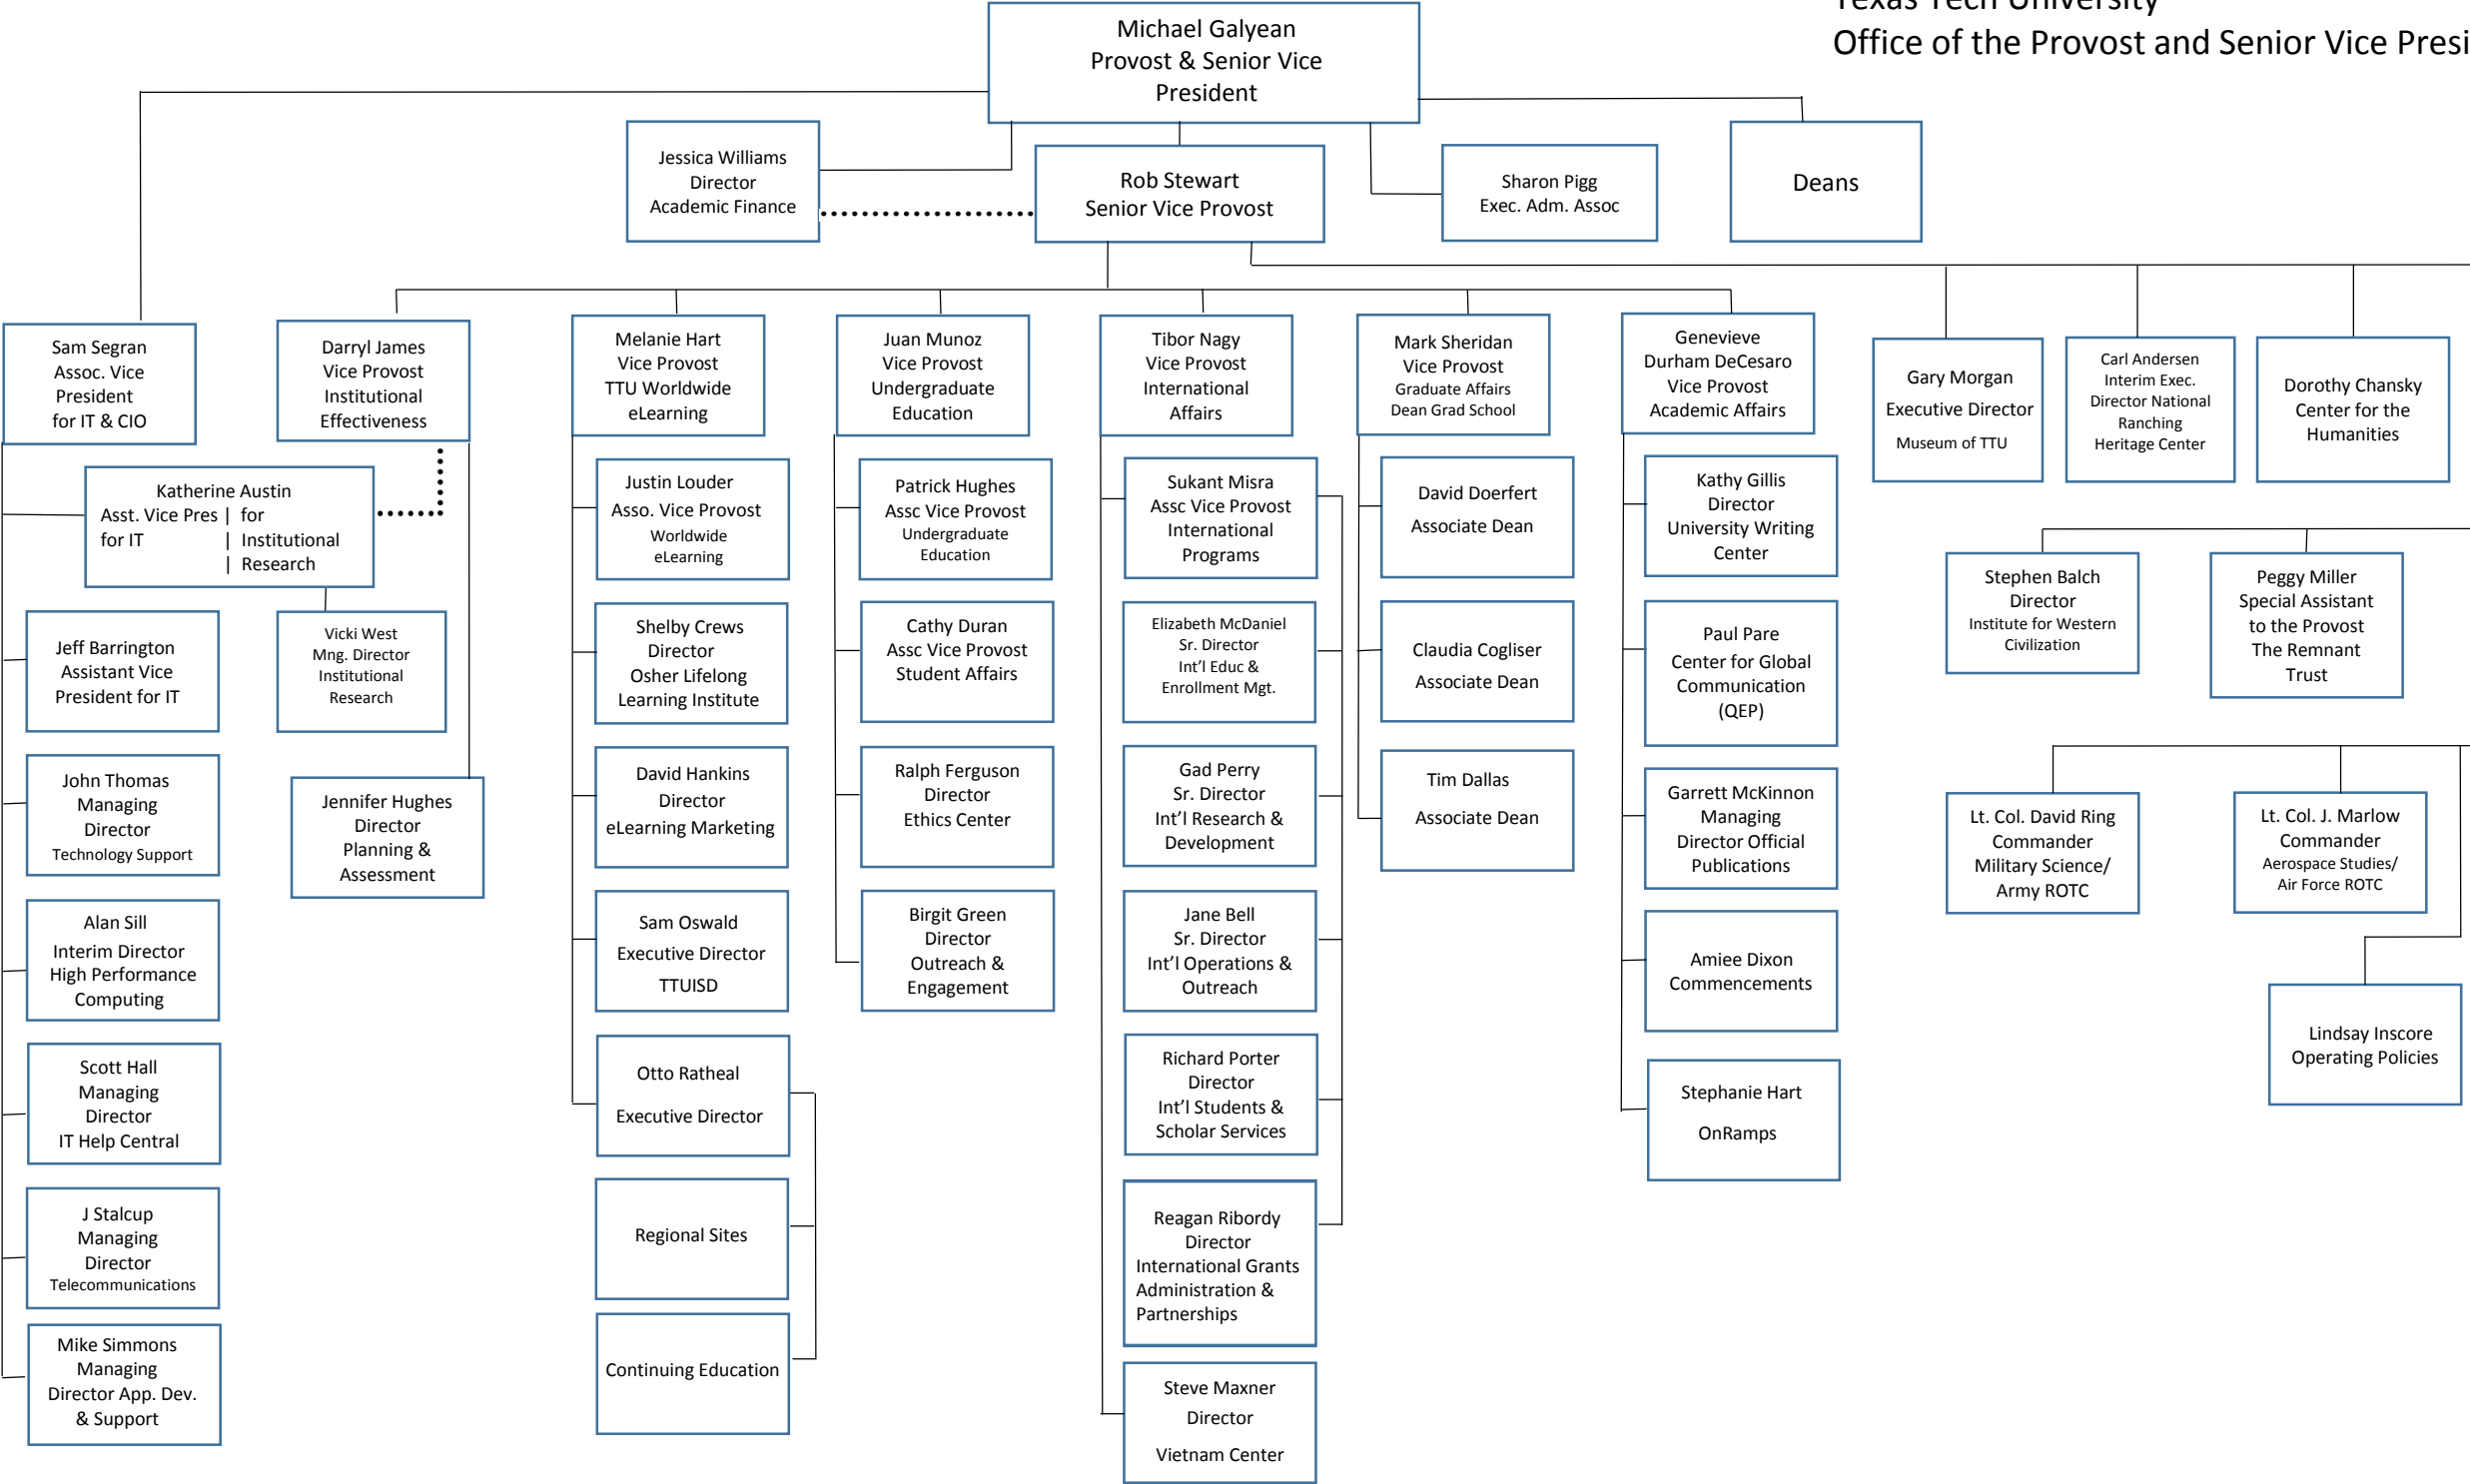 Texas Tech University
Office of the Provost and Senior Vice Presi
Michael Galyean
Provost & Senior Vice
President
Jessica Williams
Director
Academic Finance
Rob Stewart
Senior Vice Provost
Sharon Pigg
Exec. Adm. Assoc
Deans
Sam Segran
Assoc. Vice
President
for IT & CIO
Darryl James
Vice Provost
Institutional
Effectiveness
Melanie Hart
Vice Provost
TTU Worldwide
eLearning
Juan Munoz
Vice Provost
Undergraduate
Education
Tibor Nagy
Vice Provost
International
Affairs
Mark Sheridan
Vice Provost
Graduate Affairs
Dean Grad School
Genevieve
Durham DeCesaro
Vice Provost
Academic Affairs
Gary Morgan
Executive Director
Museum of TTU
Carl Andersen
Interim Exec.
Director National
Ranching
Heritage Center
Dorothy Chansky
Center for the
Humanities
Katherine Austin
Asst. Vice Pres | for
for IT | Institutional
| Research
Jeff Barrington
Assistant Vice
President for IT
Vicki West
Mng. Director
Institutional
Research
John Thomas
Managing
Director
Technology Support
Jennifer Hughes
Director
Planning &
Assessment
Alan Sill
Interim Director
High Performance
Computing
Scott Hall
Managing
Director
IT Help Central
J Stalcup
Managing
Director
Telecommunications
Mike Simmons
Managing
Director App. Dev.
& Support
Justin Louder
Asso. Vice Provost
Worldwide
eLearning
Shelby Crews
Director
Osher Lifelong
Learning Institute
David Hankins
Director
eLearning Marketing
Sam Oswald
Executive Director
TTUISD
Otto Ratheal
Executive Director
Regional Sites
Continuing Education
Patrick Hughes
Assc Vice Provost
Undergraduate
Education
Cathy Duran
Assc Vice Provost
Student Affairs
Ralph Ferguson
Director
Ethics Center
Birgit Green
Director
Outreach &
Engagement
Sukant Misra
Assc Vice Provost
International
Programs
Elizabeth McDaniel
Sr. Director
Int’l Educ &
Enrollment Mgt.
Gad Perry
Sr. Director
Int’l Research &
Development
Jane Bell
Sr. Director
Int’l Operations &
Outreach
Richard Porter
Director
Int’l Students &
Scholar Services
Reagan Ribordy
Director
International Grants
Administration &
Partnerships
Steve Maxner
Director
Vietnam Center
David Doerfert
Associate Dean
Claudia Cogliser
Associate Dean
Tim Dallas
Associate Dean
Kathy Gillis
Director
University Writing
Center
Paul Pare
Center for Global
Communication
(QEP)
Garrett McKinnon
Managing
Director Official
Publications
Amiee Dixon
Commencements
Stephanie Hart
OnRamps
Stephen Balch
Director
Institute for Western
Civilization
Peggy Miller
Special Assistant
to the Provost
The Remnant
Trust
Lt. Col. David Ring
Commander
Military Science/
Army ROTC
Lt. Col. J. Marlow
Commander
Aerospace Studies/
Air Force ROTC
Lindsay Inscore
Operating Policies